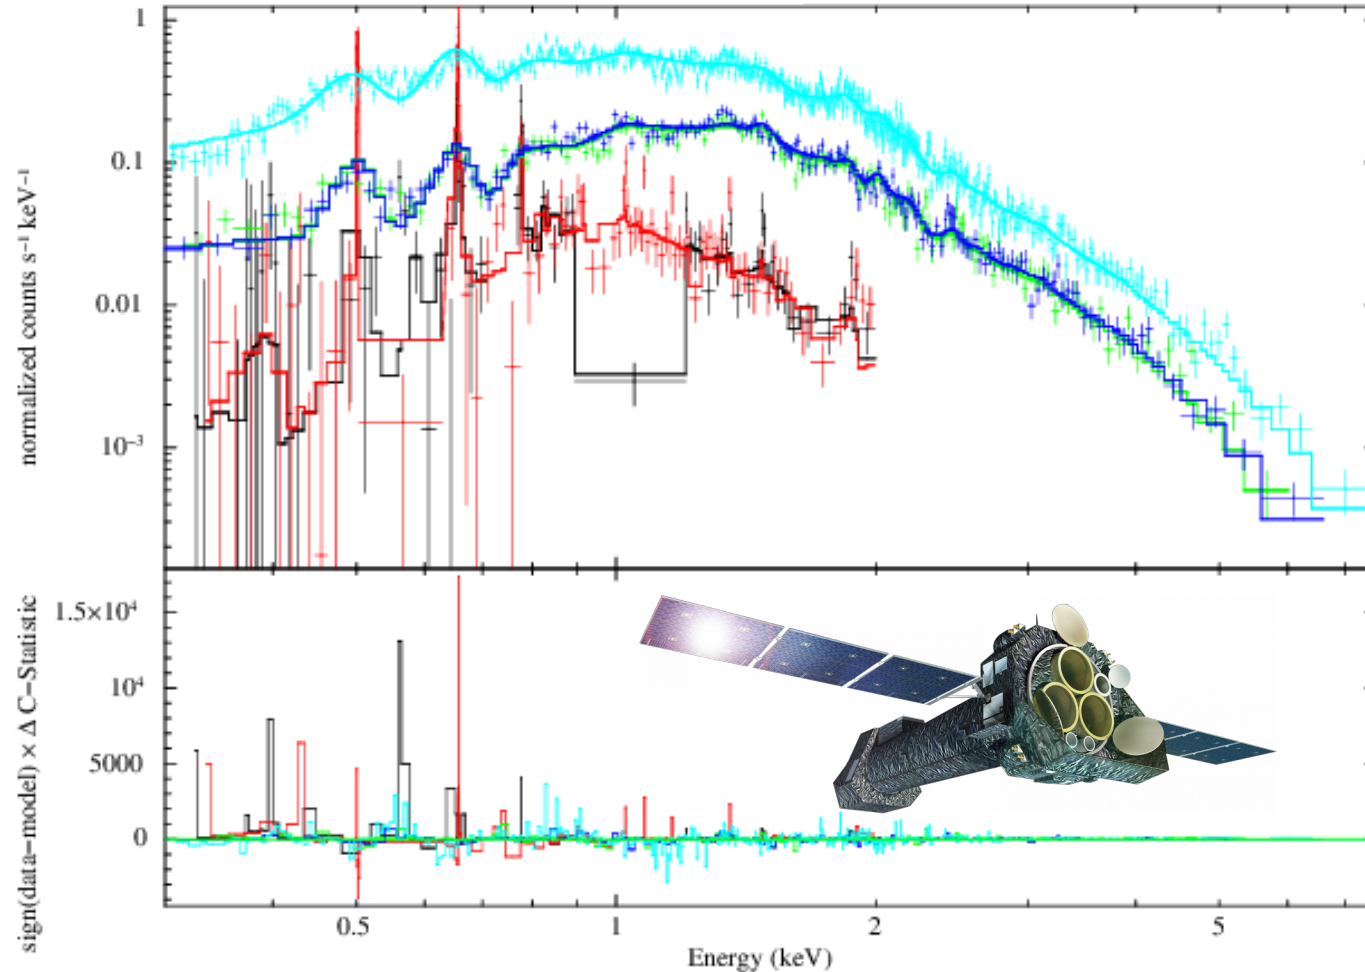 1
0.1
0.01
10⁻³
normalized counts s⁻¹ keV⁻¹
1.5×10⁴
10⁴
5000
0
sign(data−model) × Δ C−Statistic
0.5 1 2 5
Energy (keV)